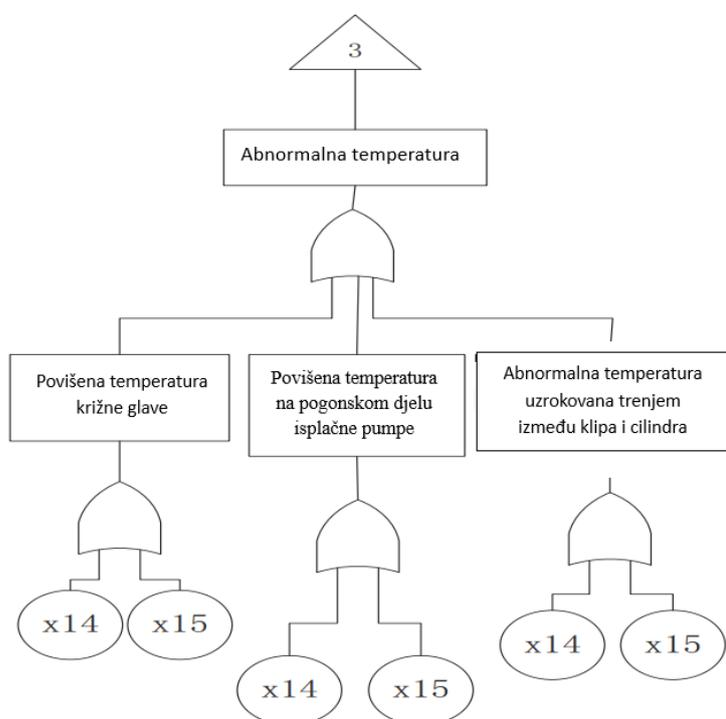 3
Abnormalna temperatura
Povišena temperatura
križne glave
Povišena temperatura
na pogonskom djelu
isplačne pumpe
Abnormalna temperatura
uzrokovana trenjem
između klipa i cilindra
x14
x15
x14
x15
x14
x15